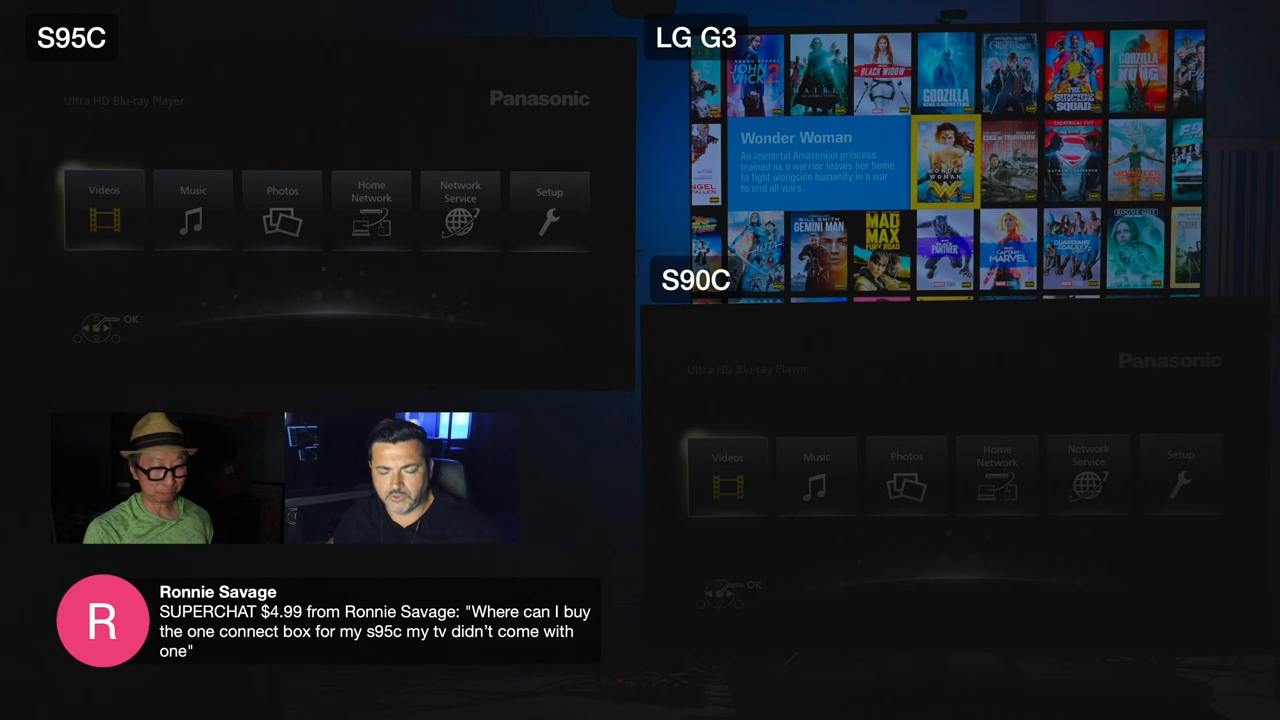 S95C
LG G3
Ultra HD Blu-ray Player
Panasonic
Videos
Music
Photos
Home
Network
Network
Service
Setup
OK
JOHN
WICK 2
MATRIX
BLACK WIDOW
GODZILLA
KING OF THE MONSTERS
THE
SUICIDE
SQUAD
GODZILLA
KONG
Wonder Woman
An immortal Amazonian princess
trained as a warrior leaves her home
to fight alongside humanity in a war
to end all wars.
WONDER
WOMAN
EDGE OF TOMORROW
THEATRICAL CUT
F9
ANGEL
WILL SMITH
GEMINI MAN
MAD
MAX
FURY ROAD
BLACK
PANTHER
CAPTAIN
MARVEL
GUARDIANS
ROGUE ONE
S90C
Ultra HD Blu-ray Player
Panasonic
Videos
Music
Photos
Home
Network
Network
Service
Setup
OK
R
Ronnie Savage
SUPERCHAT $4.99 from Ronnie Savage: "Where can I buy
the one connect box for my s95c my tv didn't come with
one"